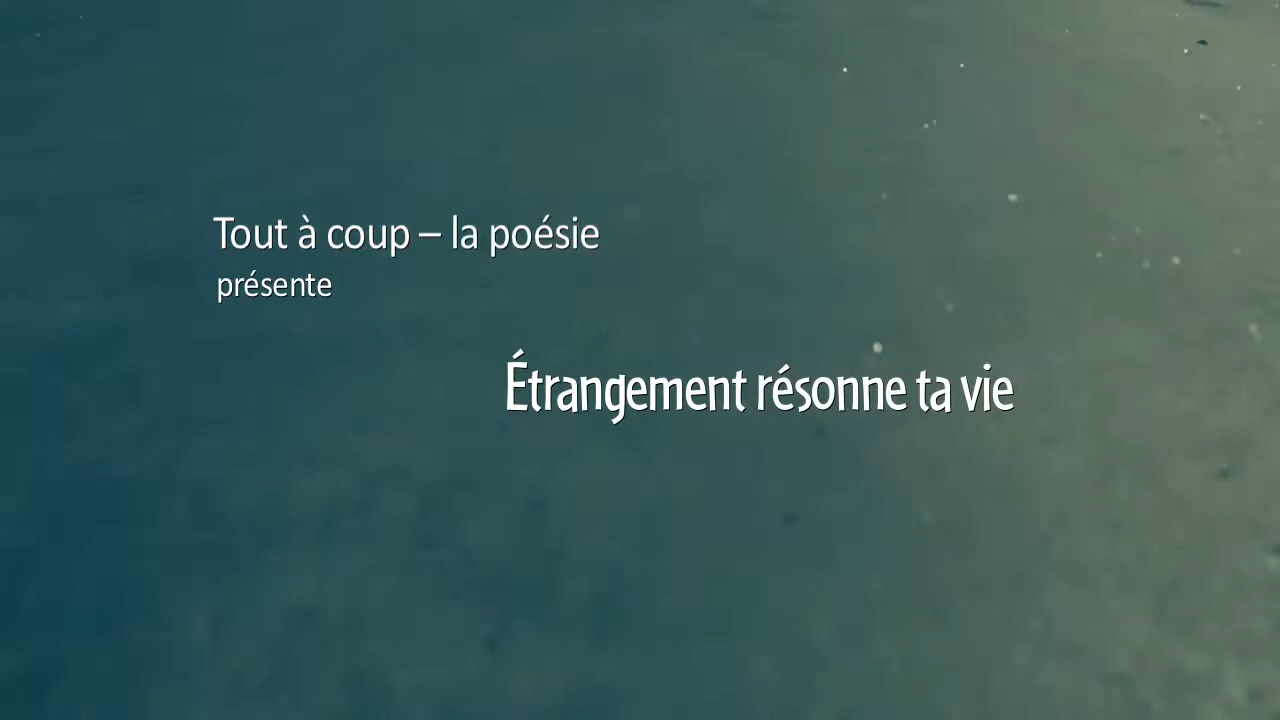 Tout à coup – la poésie
présente
Étrangement résonne ta vie